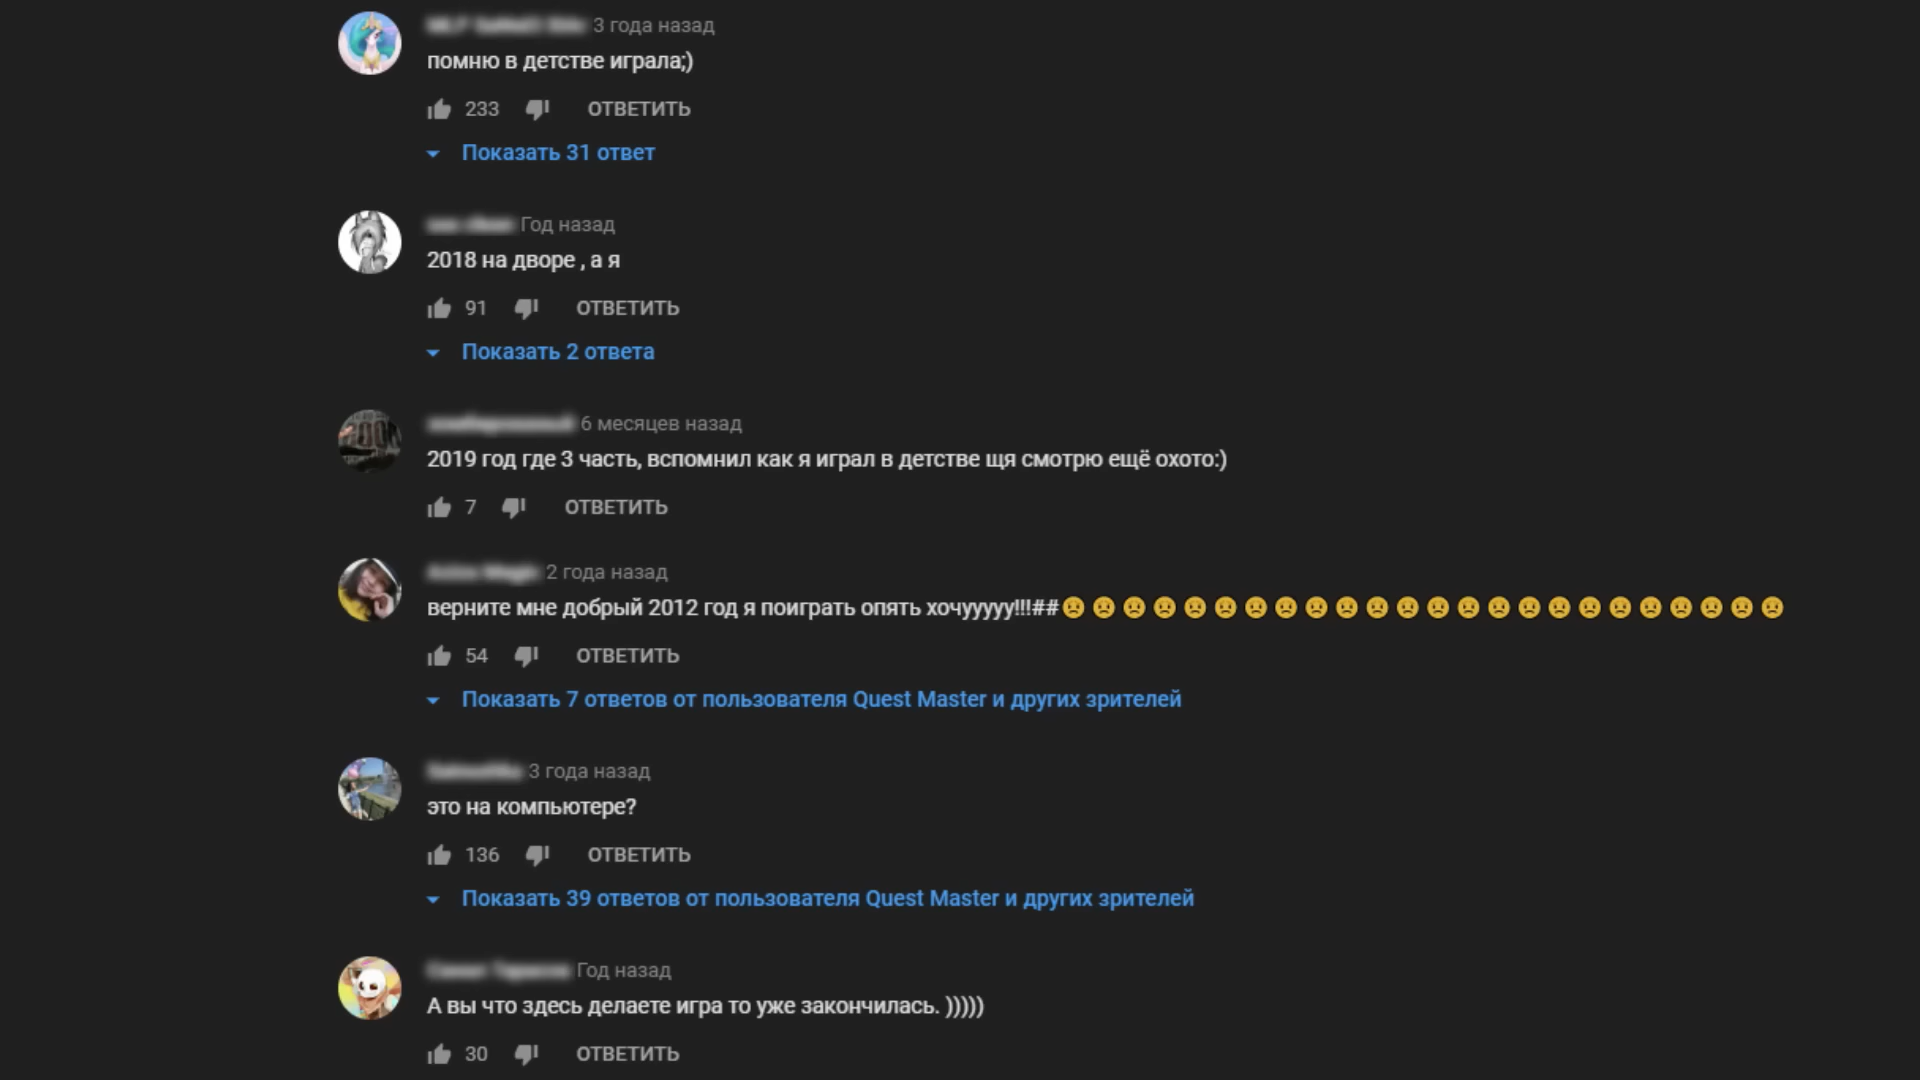 3 года назад
помню в детстве играла;)
233 ОТВЕТИТЬ
Показать 31 ответ
Год назад
2018 на дворе , а я
91 ОТВЕТИТЬ
Показать 2 ответа
6 месяцев назад
2019 год где 3 часть, вспомнил как я играл в детстве щя смотрю ещё охото:)
7 ОТВЕТИТЬ
2 года назад
верните мне добрый 2012 год я поиграть опять хочууууу!!!##😟😟😟😟😟😟😟😟😟😟😟😟😟😟😟😟😟😟😟😟😟😟😟😟
54 ОТВЕТИТЬ
Показать 7 ответов от пользователя Quest Master и других зрителей
3 года назад
это на компьютере?
136 ОТВЕТИТЬ
Показать 39 ответов от пользователя Quest Master и других зрителей
Год назад
А вы что здесь делаете игра то уже закончилась. )))))
30 ОТВЕТИТЬ